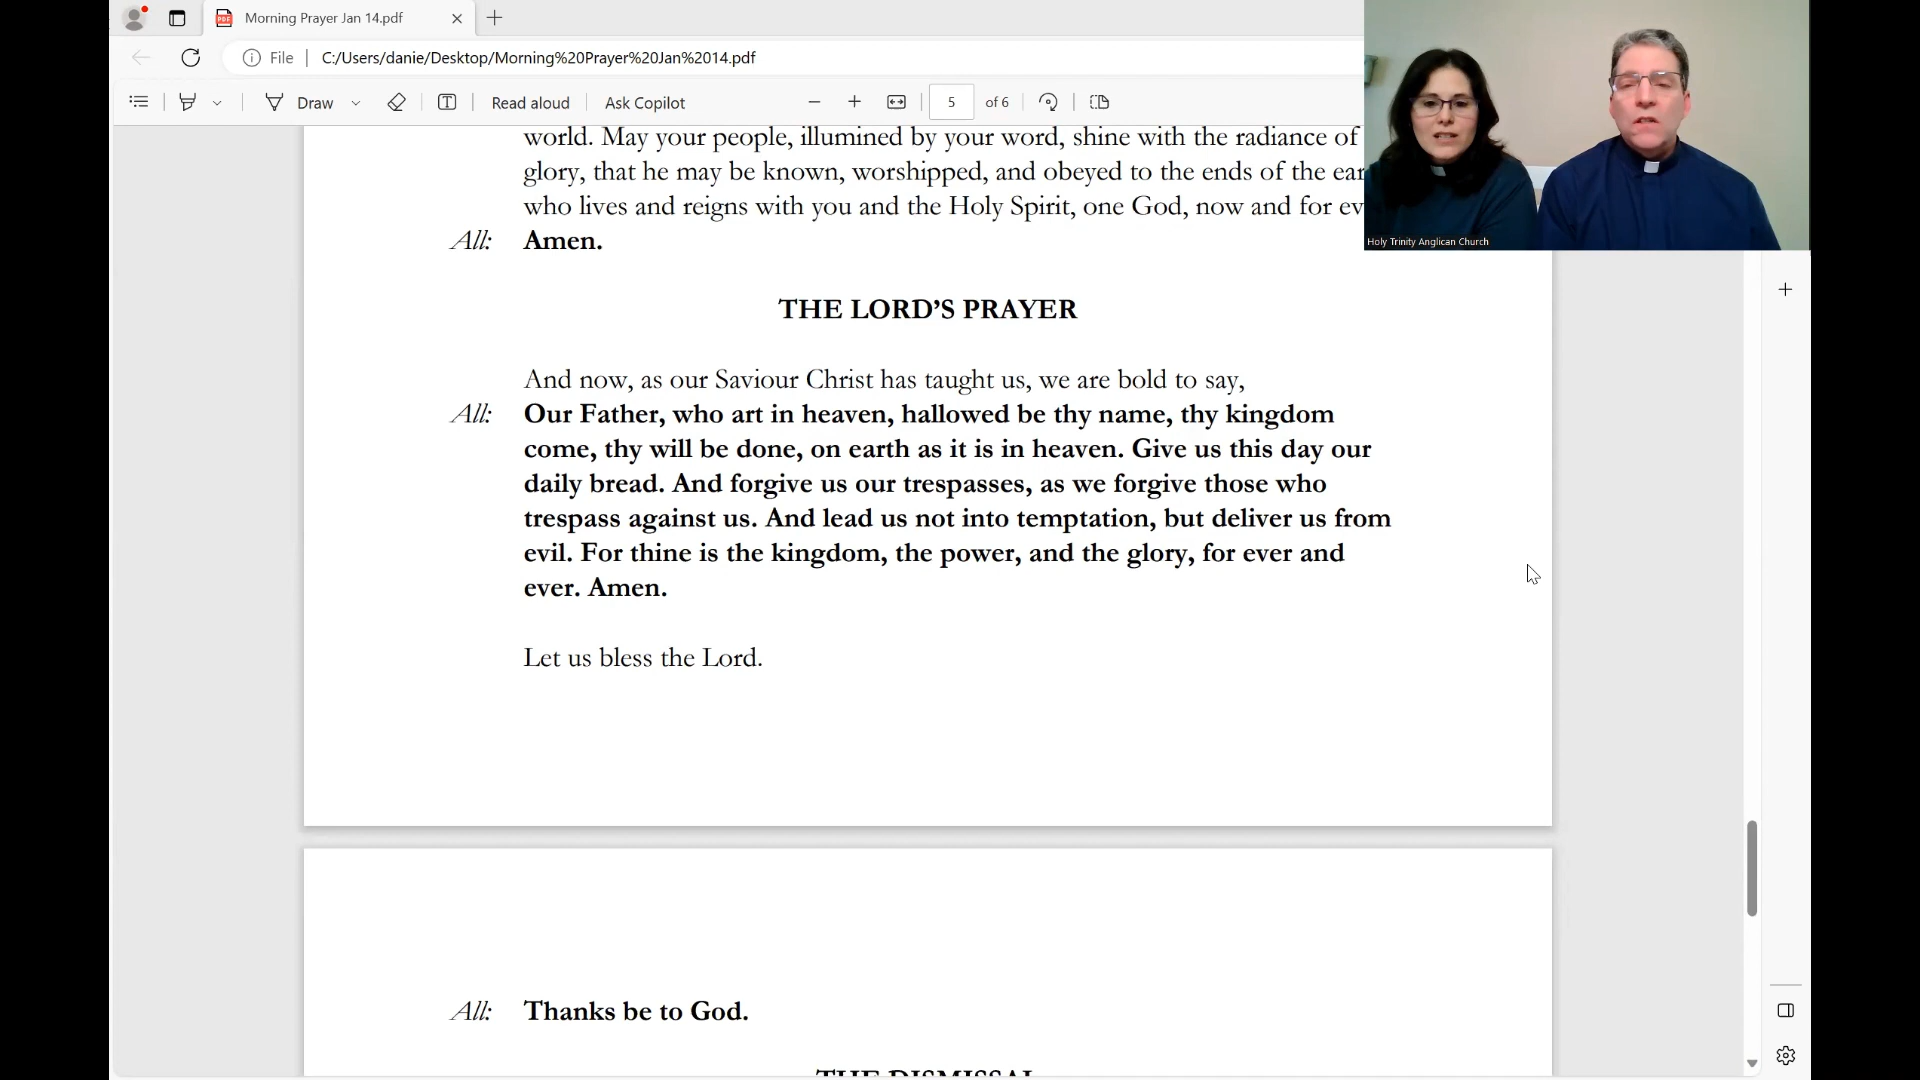 Morning Prayer Jan 14.pdf
File
C:/Users/danie/Desktop/Morning%20Prayer%20Jan%2014.pdf
Draw
Read aloud
Ask Copilot
5
of 6
Holy Trinity Anglican Church
world. May your people, illumined by your word, shine with the radiance of
glory, that he may be known, worshipped, and obeyed to the ends of the
who lives and reigns with you and the Holy Spirit, one God, now and for
All: Amen.
THE LORD'S PRAYER
And now, as our Saviour Christ has taught us, we are bold to say,
All: Our Father, who art in heaven, hallowed be thy name, thy kingdom
come, thy will be done, on earth as it is in heaven. Give us this day our
daily bread. And forgive us our trespasses, as we forgive those who
trespass against us. And lead us not into temptation, but deliver us from
evil. For thine is the kingdom, the power, and the glory, for ever and
ever. Amen.
Let us bless the Lord.
All: Thanks be to God.
THE DISMISSAL